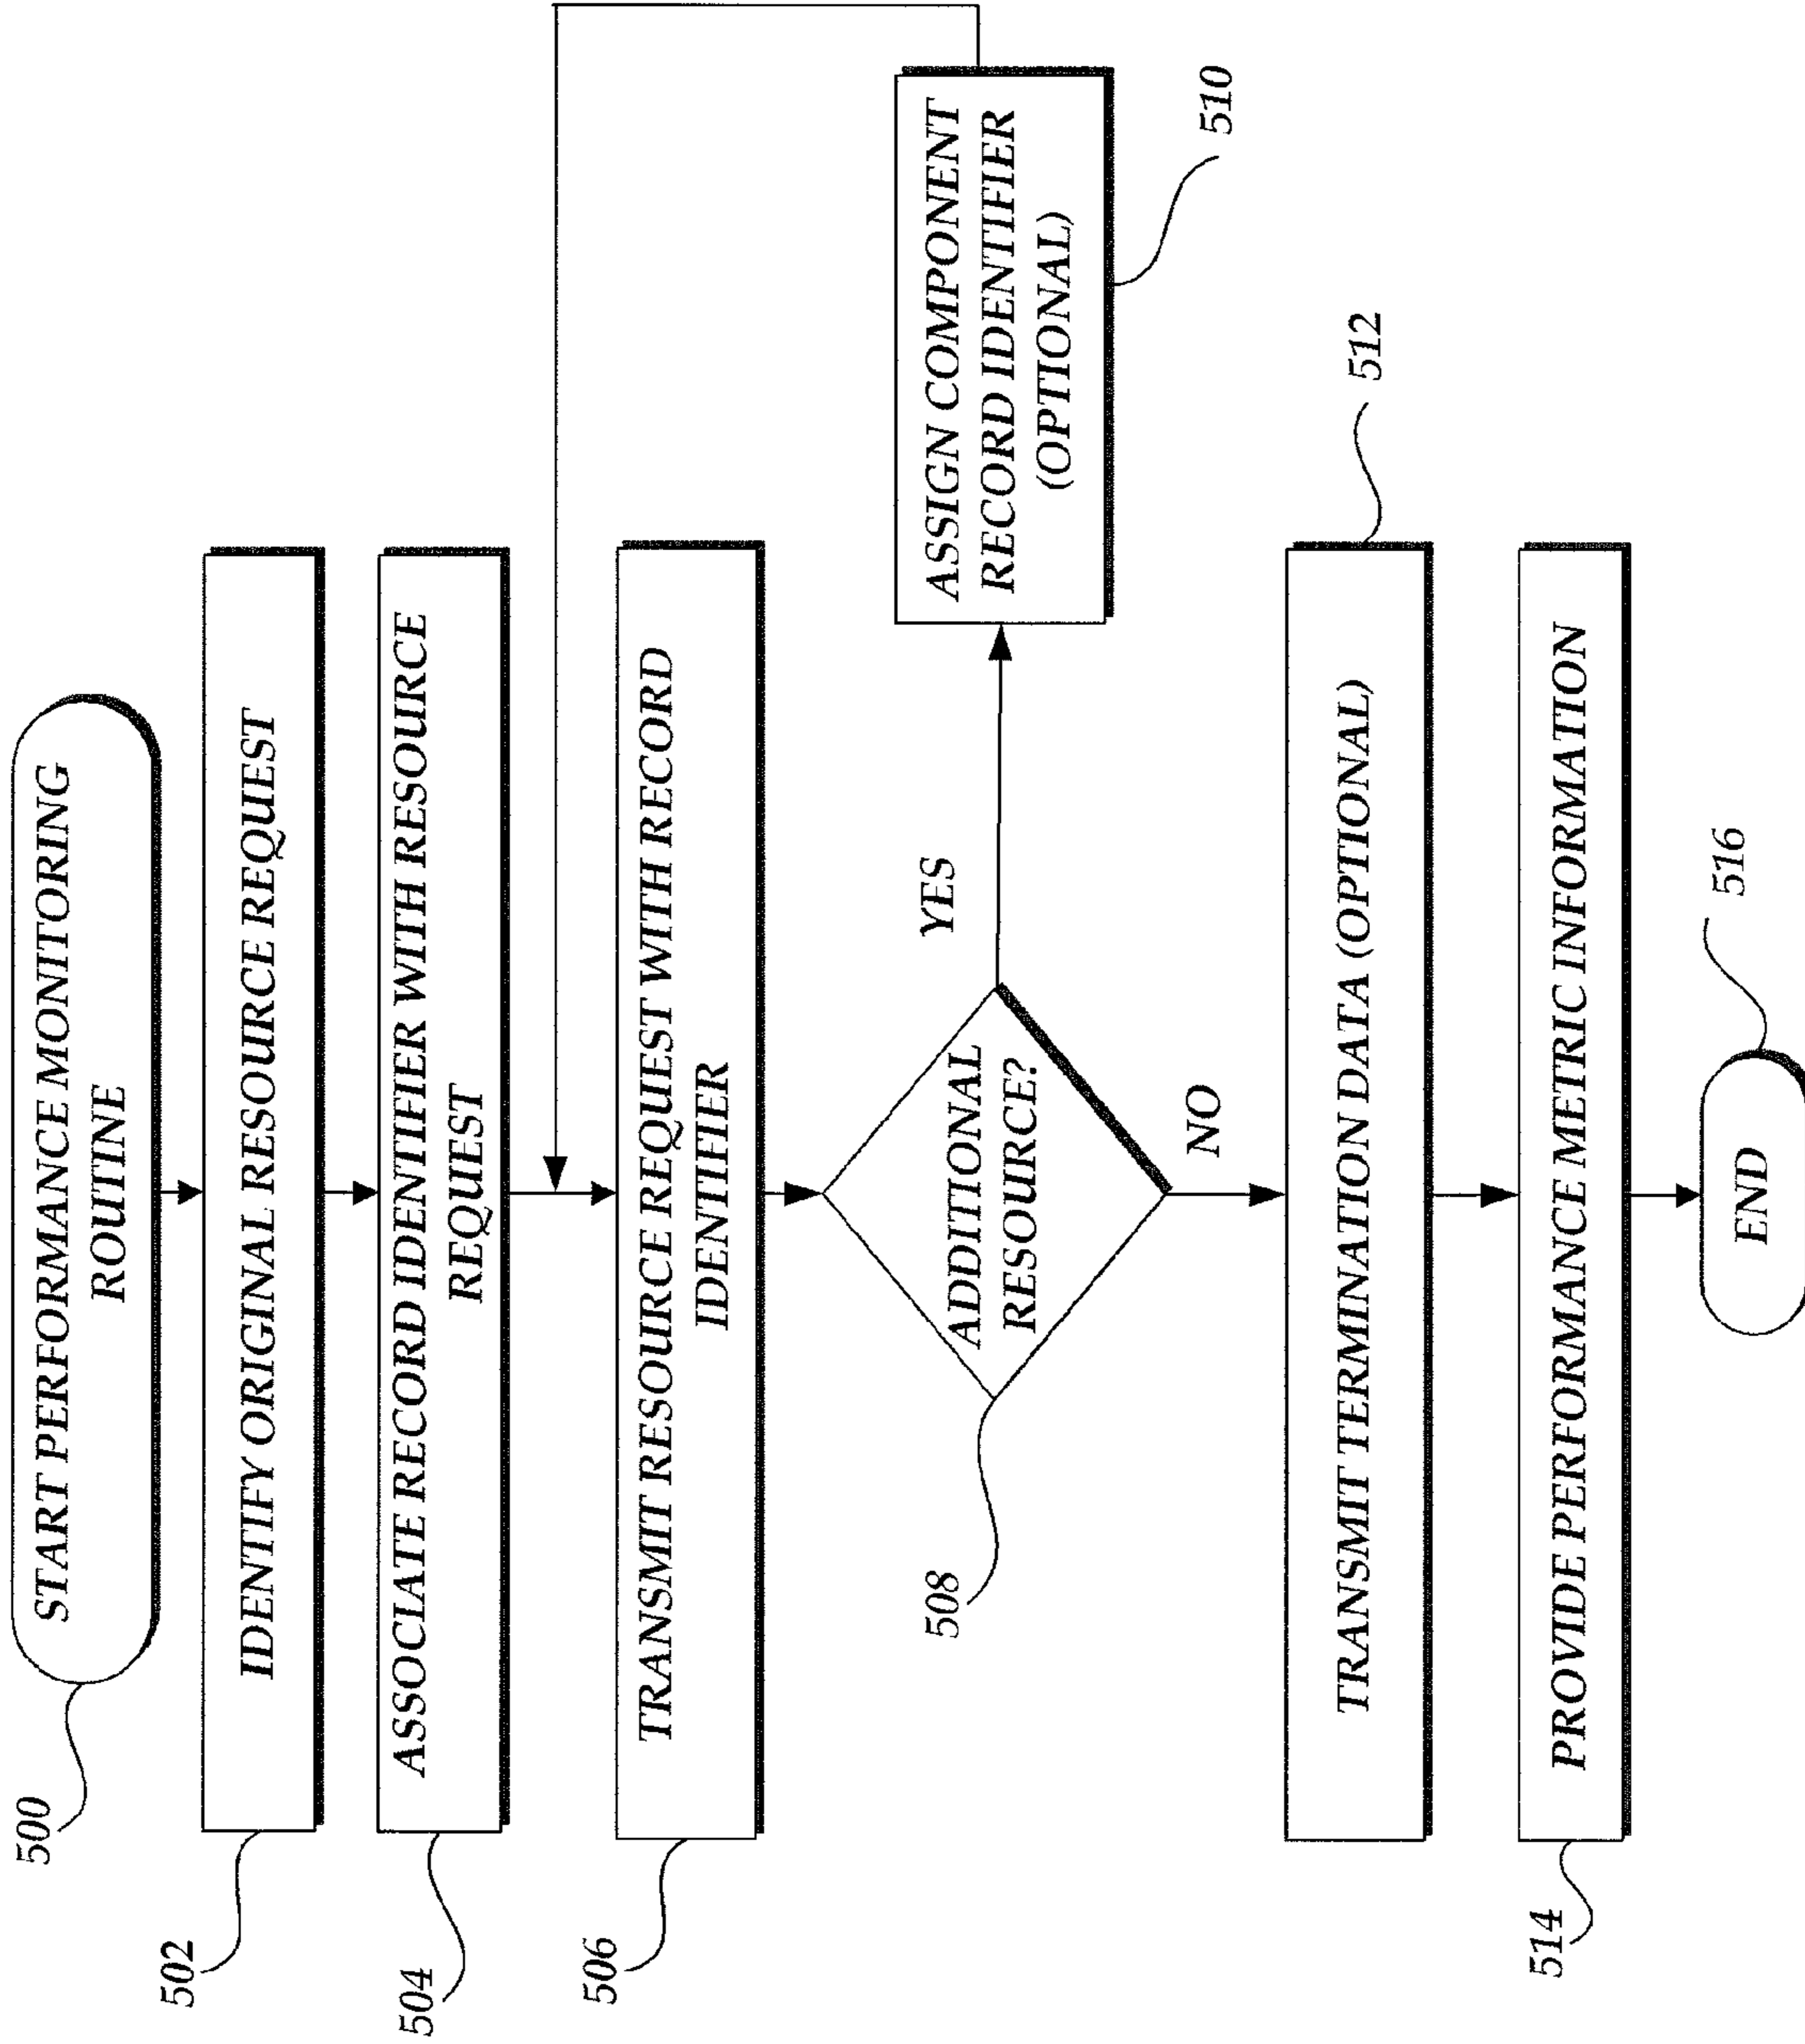 500
START PERFORMANCE MONITORING
ROUTINE
502
IDENTIFY ORIGINAL RESOURCE REQUEST
504
ASSOCIATE RECORD IDENTIFIER WITH RESOURCE
REQUEST
506
TRANSMIT RESOURCE REQUEST WITH RECORD
IDENTIFIER
508
ADDITIONAL
RESOURCE?
YES
ASSIGN COMPONENT
RECORD IDENTIFIER
(OPTIONAL)
510
NO
TRANSMIT TERMINATION DATA (OPTIONAL)
512
514
PROVIDE PERFORMANCE METRIC INFORMATION
END
516